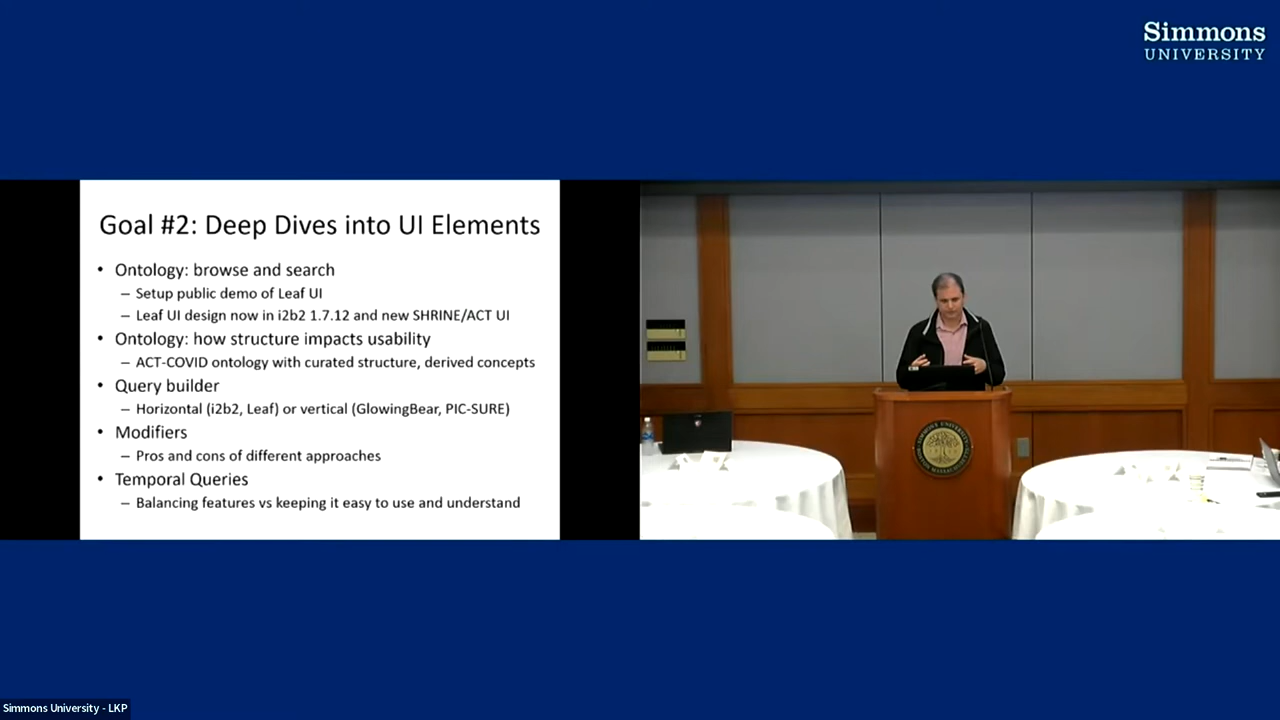 Simmons
UNIVERSITY
Goal #2: Deep Dives into UI Elements
• Ontology: browse and search
– Setup public demo of Leaf UI
– Leaf UI design now in i2b2 1.7.12 and new SHRINE/ACT UI
• Ontology: how structure impacts usability
– ACT-COVID ontology with curated structure, derived concepts
• Query builder
– Horizontal (i2b2, Leaf) or vertical (GlowingBear, PIC-SURE)
• Modifiers
– Pros and cons of different approaches
• Temporal Queries
– Balancing features vs keeping it easy to use and understand
Simmons University - LKP